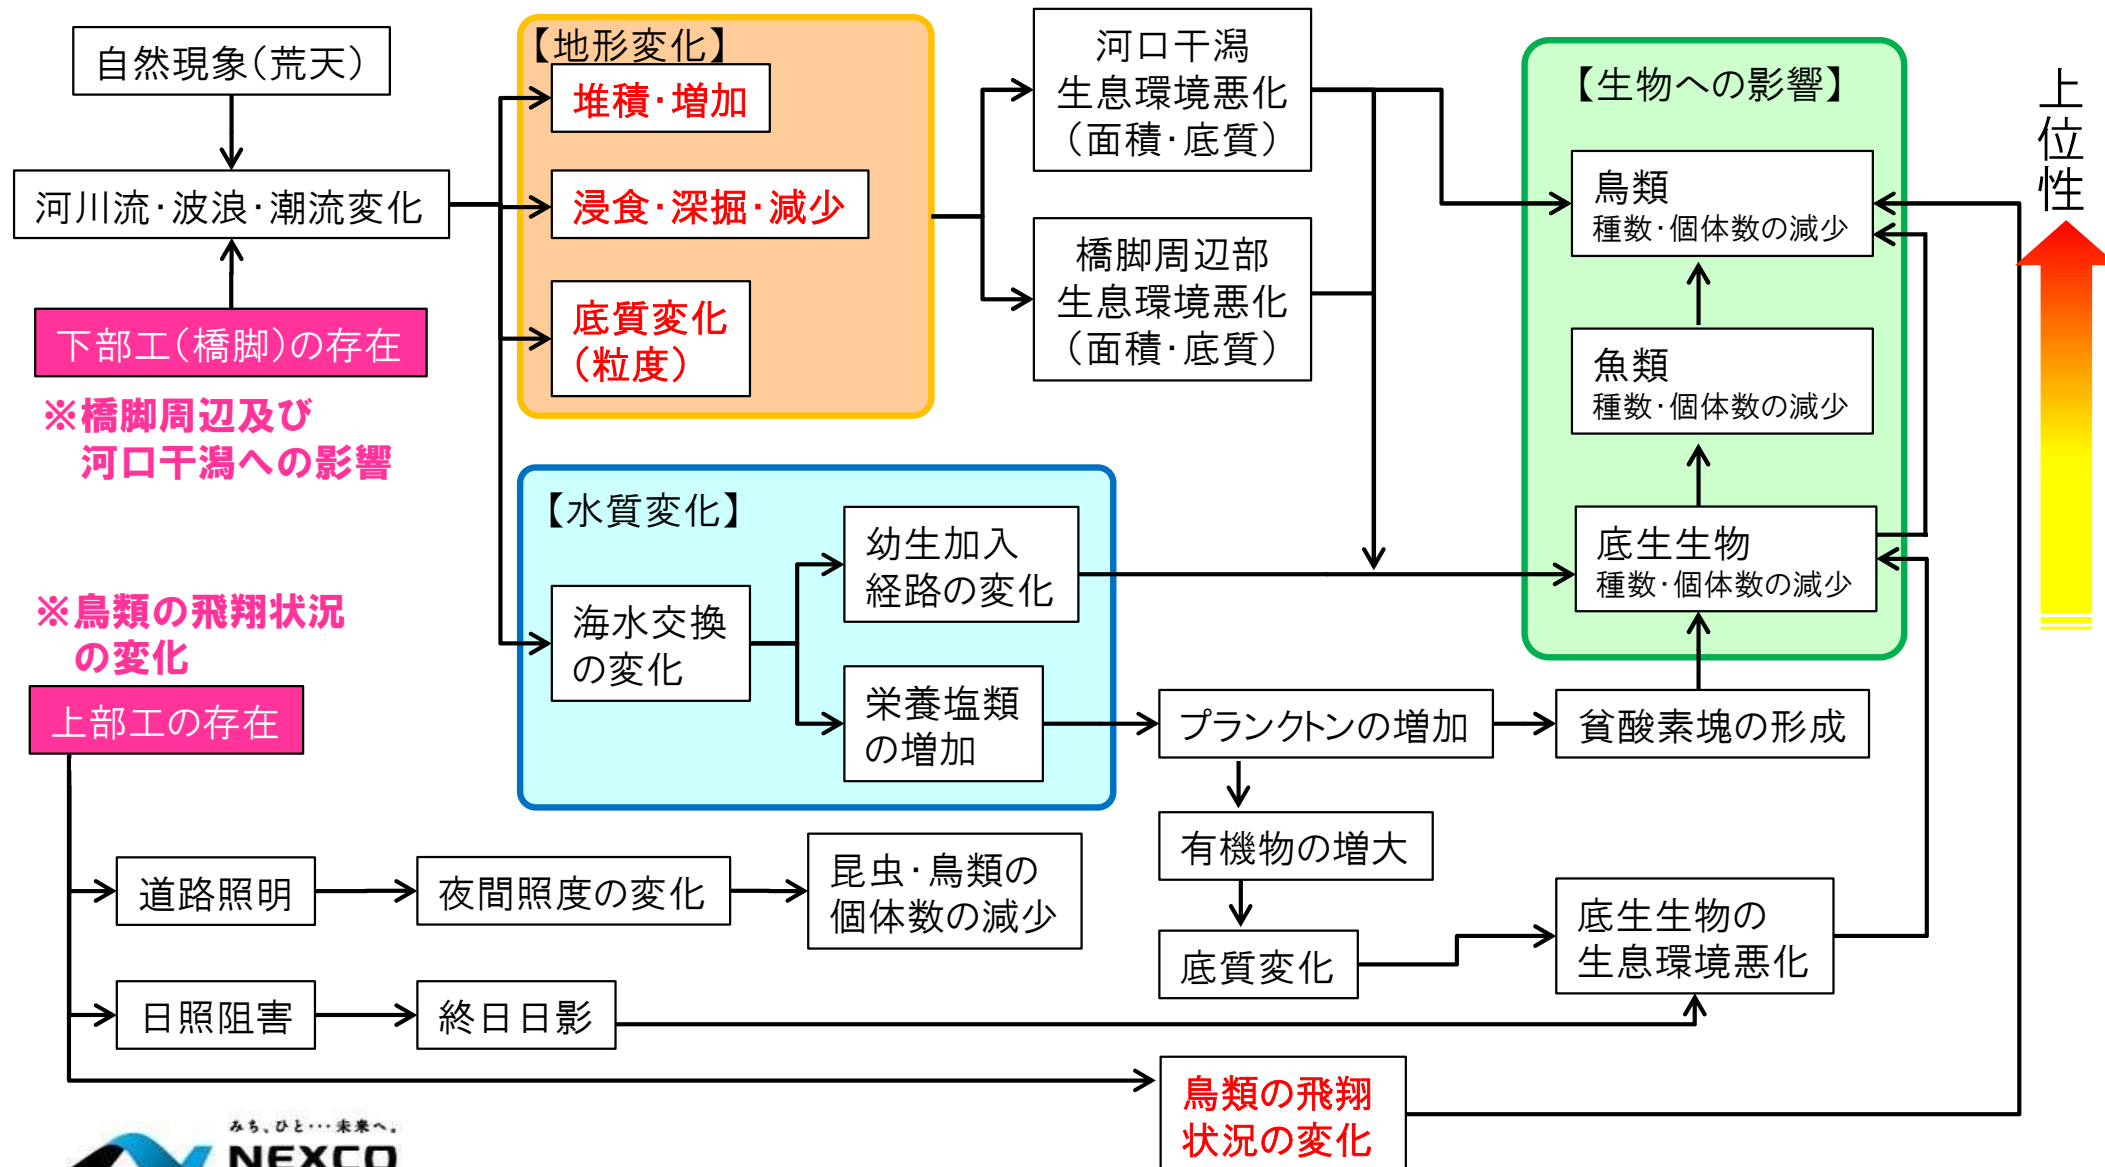 自然現象(荒天)
河川流・波浪・潮流変化
下部工(橋脚)の存在
※橋脚周辺及び
河口干潟への影響
【地形変化】
堆積・増加
浸食・深掘・減少
底質変化
(粒度)
河口干潟
生息環境悪化
(面積・底質)
橋脚周辺部
生息環境悪化
(面積・底質)
【生物への影響】
鳥類
種数・個体数の減少
魚類
種数・個体数の減少
底生生物
種数・個体数の減少
上位性
【水質変化】
海水交換
の変化
幼生加入
経路の変化
栄養塩類
の増加
プランクトンの増加
貧酸素塊の形成
有機物の増大
底質変化
底生生物の
生息環境悪化
※鳥類の飛翔状況
の変化
上部工の存在
道路照明
夜間照度の変化
昆虫・鳥類の
個体数の減少
日照阻害
終日日影
鳥類の飛翔
状況の変化
みち、ひと…未来へ。
NEXCO